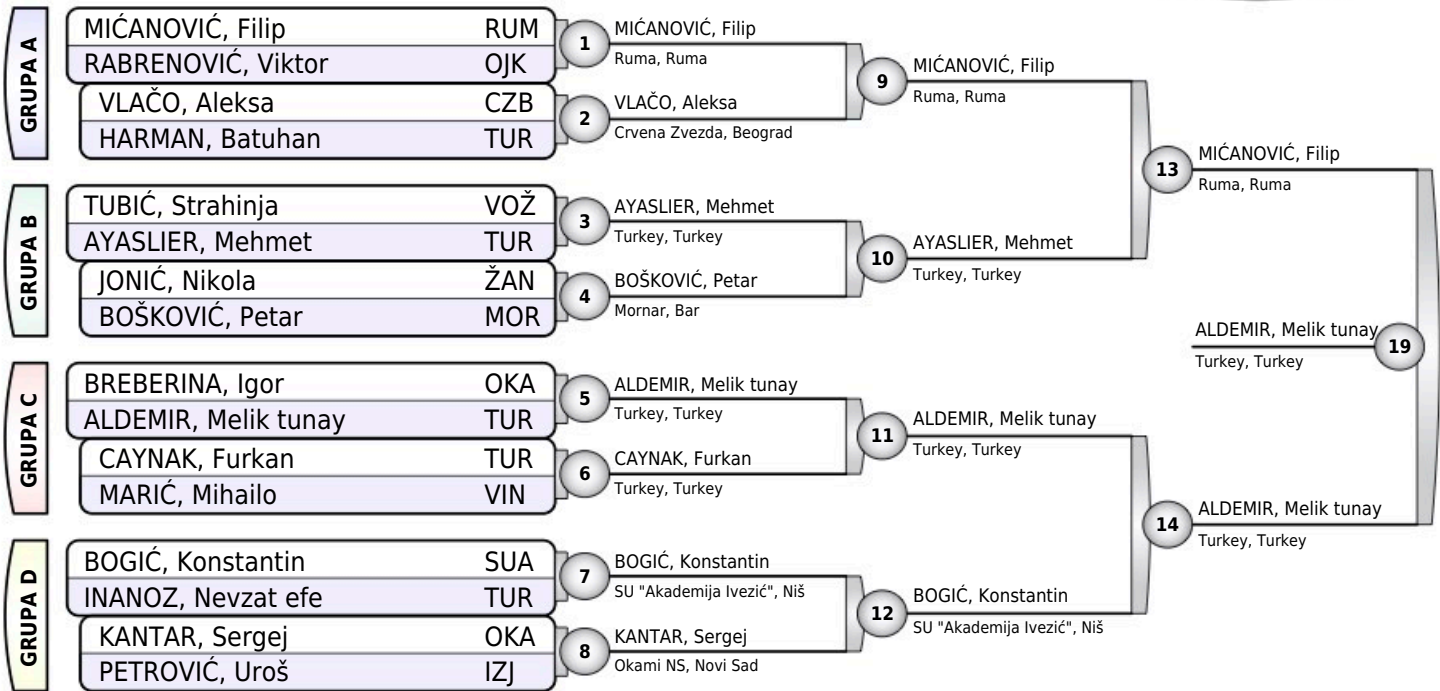 GRUPA A
MIĆANOVIĆ, Filip RUM
RABRENOVIĆ, Viktor OJK
VLAČO, Aleksa CZB
HARMAN, Batuhan TUR
GRUPA B
TUBIĆ, Strahinja VOŽ
AYASLIER, Mehmet TUR
JONIĆ, Nikola ŽAN
BOŠKOVIĆ, Petar MOR
GRUPA C
BREBERINA, Igor OKA
ALDEMIR, Melik tunay TUR
CAYNAK, Furkan TUR
MARIĆ, Mihailo VIN
GRUPA D
BOGIĆ, Konstantin SUA
INANOZ, Nevzat efe TUR
KANTAR, Sergej OKA
PETROVIĆ, Uroš IZJ
1
MIĆANOVIĆ, Filip
Ruma, Ruma
2
VLAČO, Aleksa
Crvena Zvezda, Beograd
3
AYASLIER, Mehmet
Turkey, Turkey
4
BOŠKOVIĆ, Petar
Mornar, Bar
5
ALDEMIR, Melik tunay
Turkey, Turkey
6
CAYNAK, Furkan
Turkey, Turkey
7
BOGIĆ, Konstantin
SU "Akademija Ivezić", Niš
8
KANTAR, Sergej
Okami NS, Novi Sad
9
MIĆANOVIĆ, Filip
Ruma, Ruma
10
AYASLIER, Mehmet
Turkey, Turkey
11
ALDEMIR, Melik tunay
Turkey, Turkey
12
BOGIĆ, Konstantin
SU "Akademija Ivezić", Niš
13
MIĆANOVIĆ, Filip
Ruma, Ruma
14
ALDEMIR, Melik tunay
Turkey, Turkey
ALDEMIR, Melik tunay
Turkey, Turkey
19